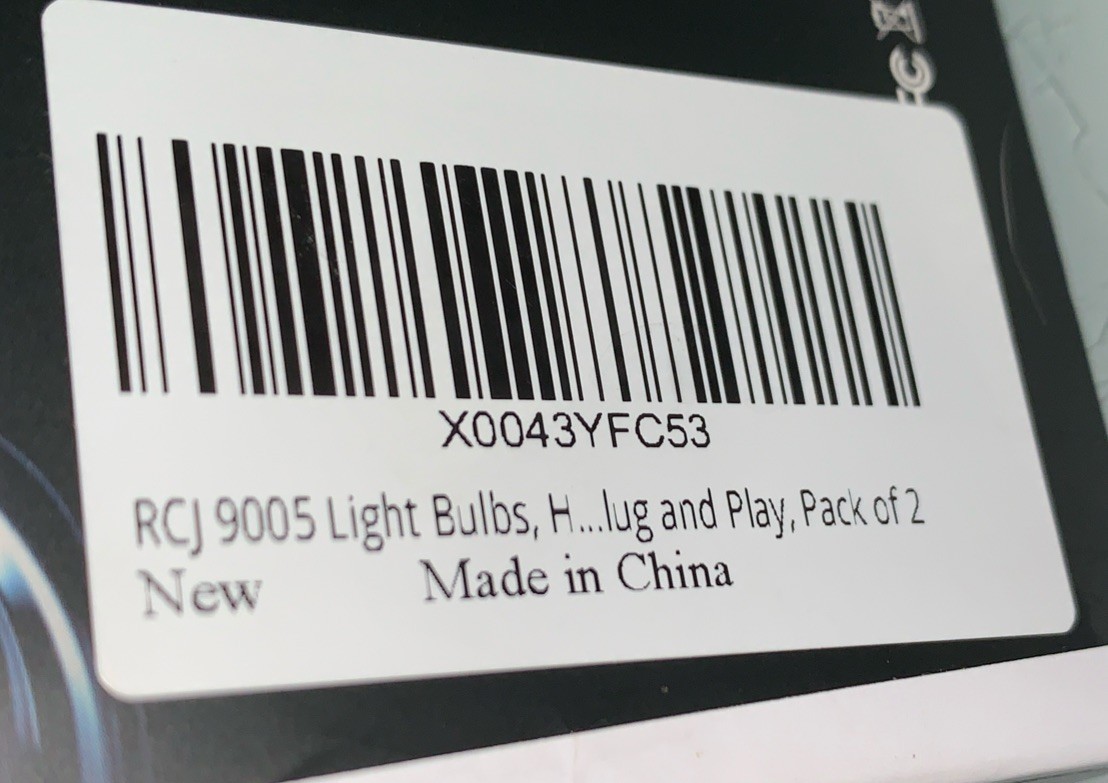 X0043YFC53
RCJ 9005 Light Bulbs, H...lug and Play, Pack of 2
New Made in China